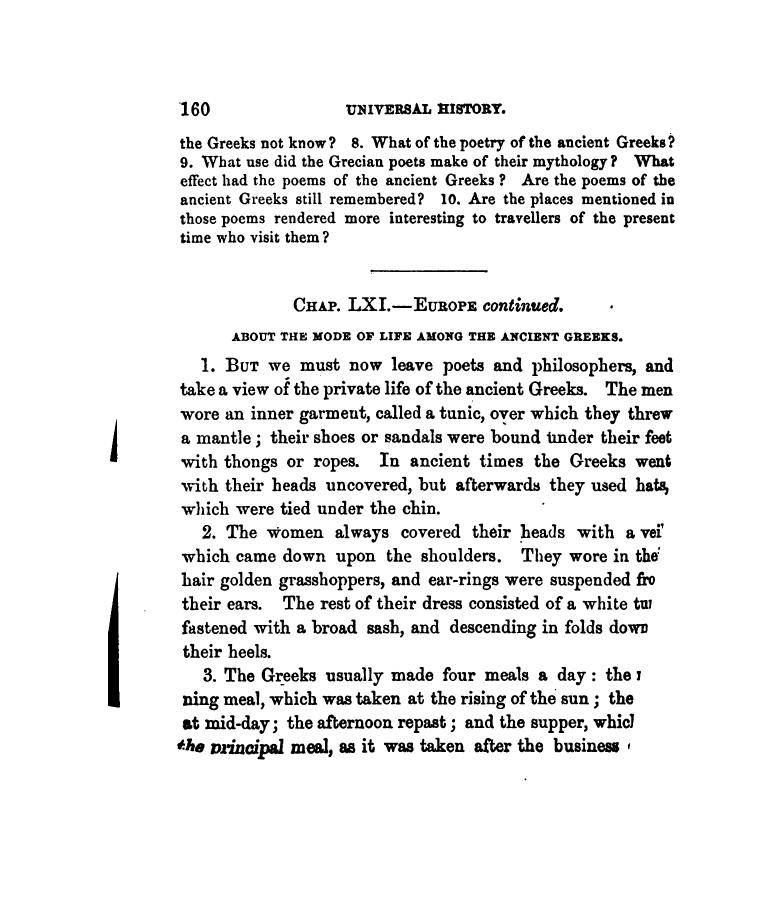 160 UNIVERSAL HISTORY.
the Greeks not know? 8. What of the poetry of the ancient Greeks?
9. What use did the Grecian poets make of their mythology? What
effect had the poems of the ancient Greeks? Are the poems of the
ancient Greeks still remembered? 10. Are the places mentioned in
those poems rendered more interesting to travellers of the present
time who visit them?
CHAP. LXI.—EUROPE continued.
ABOUT THE MODE OF LIFE AMONG THE ANCIENT GREEKS.
1. BUT we must now leave poets and philosophers, and
take a view of the private life of the ancient Greeks. The men
wore an inner garment, called a tunic, over which they threw
a mantle; their shoes or sandals were bound under their feet
with thongs or ropes. In ancient times the Greeks went
with their heads uncovered, but afterwards they used hats,
which were tied under the chin.
2. The women always covered their heads with a vei
which came down upon the shoulders. They wore in the
hair golden grasshoppers, and ear-rings were suspended fro
their ears. The rest of their dress consisted of a white tu
fastened with a broad sash, and descending in folds down
their heels.
3. The Greeks usually made four meals a day: the
ning meal, which was taken at the rising of the sun; the
at mid-day; the afternoon repast; and the supper, whic
the principal meal, as it was taken after the business